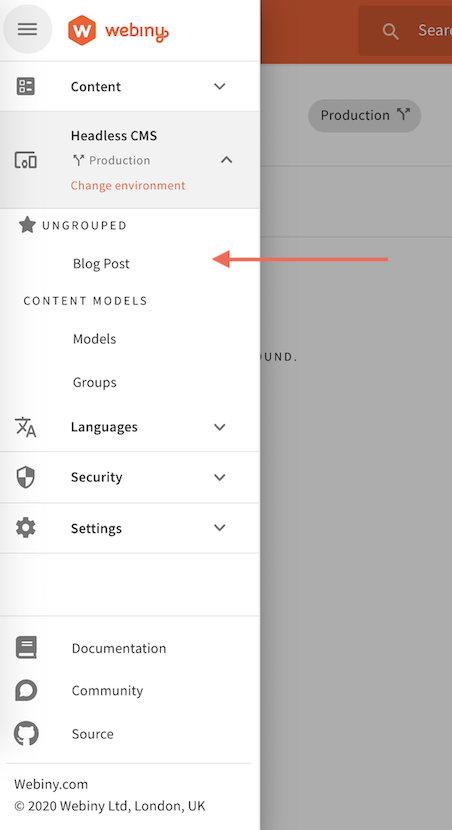 webiny
Sear
Content
Production
Headless CMS
Production
Change environment
UNGROUPED
Blog Post
CONTENT MODELS
Models
OUND.
Groups
Languages
Security
Settings
Documentation
Community
Source
Webiny.com
© 2020 Webiny Ltd, London, UK